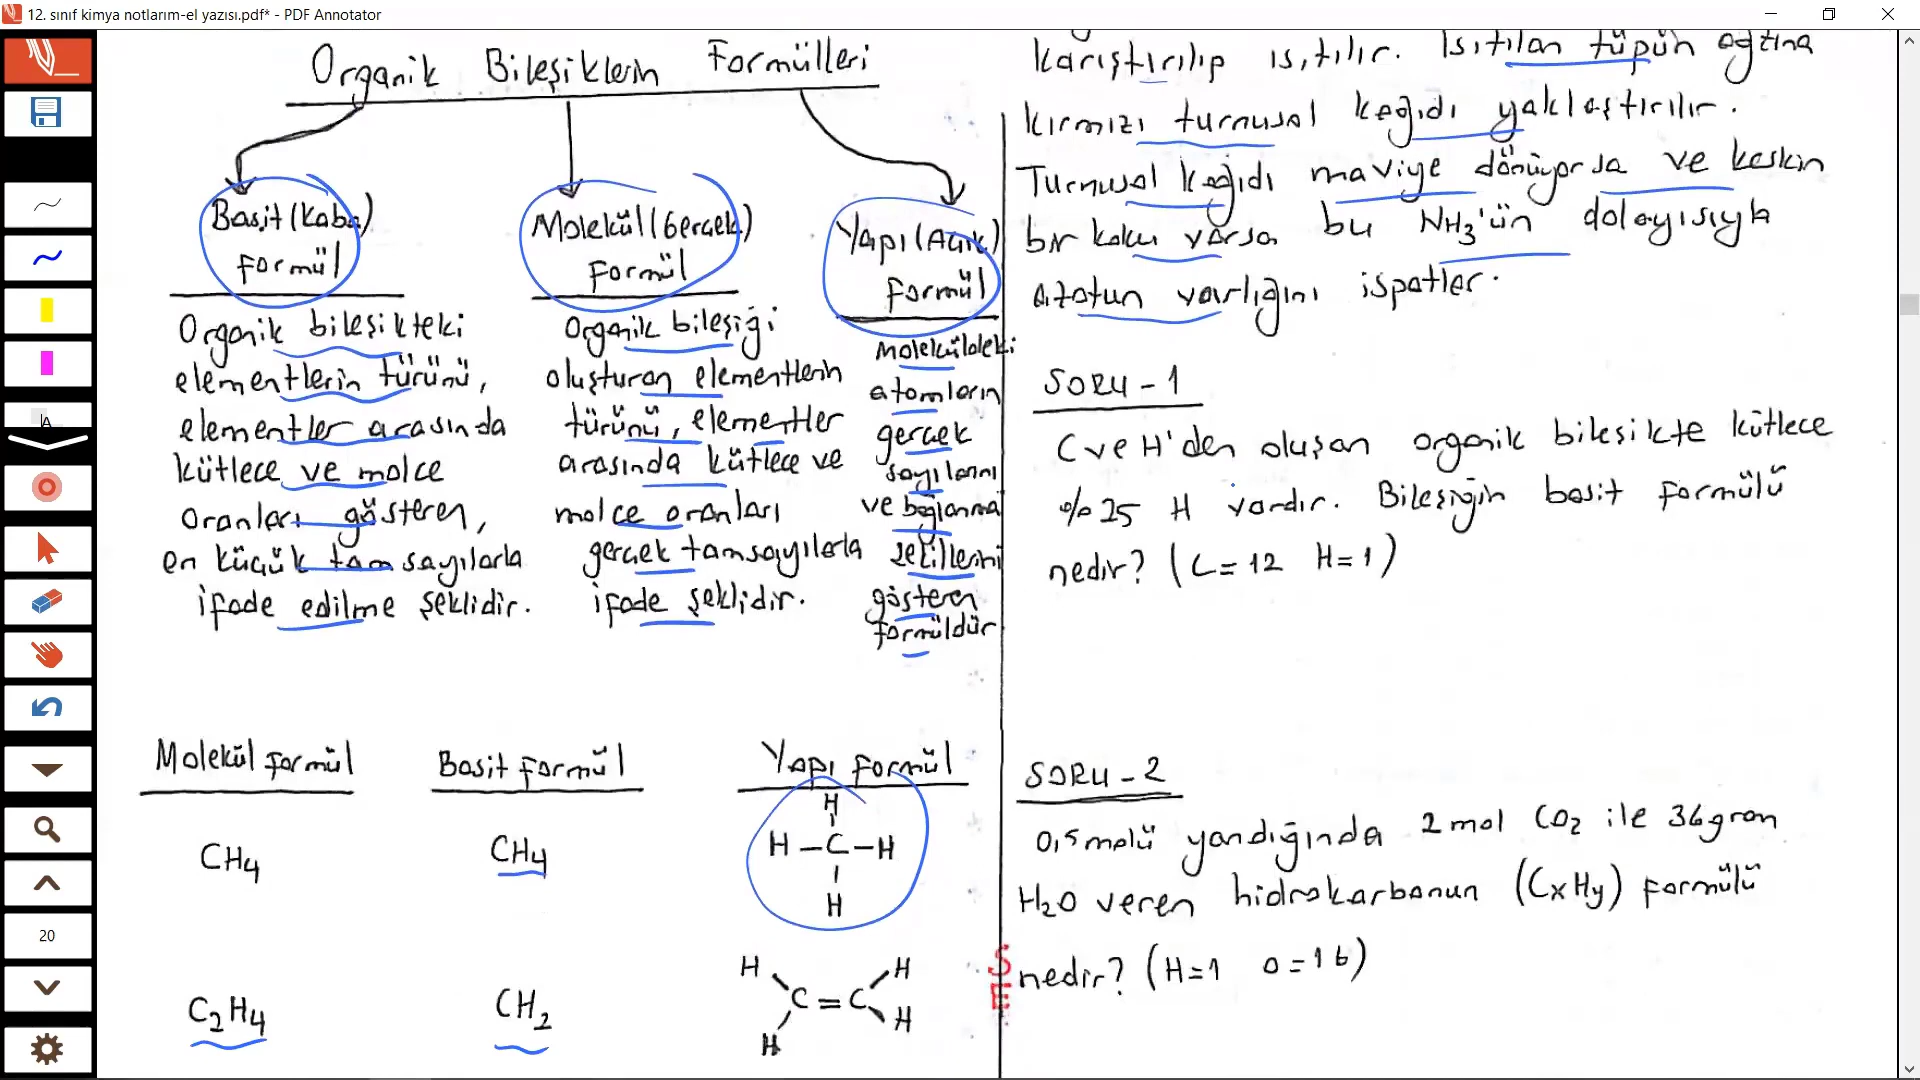 12. sınıf kimya notlarım-el yazısı.pdf* - PDF Annotator
20
Organik Bileşiklerin Formülleri
Basit (Kaba)
formül
Organik bileşikteki
elementlerin türünü,
elementler arasında
kütlece ve molce
oranları gösteren,
en küçük tam sayılarla
ifade edilme şeklidir.
Molekül (Gerçek)
formül
Organik bileşiği
oluşturan elementlerin
türünü, elementler
arasında kütlece ve
molce oranları
gerçek tamsayılarla
ifade şeklidir.
Yapı (Açık)
formül
Moleküldeki
atomların
gerçek
sayılarını
ve bağlanma
şekillerini
gösteren
formüldür
Molekül formül
CH4
C2H4
Basit formül
CH4
CH2
Yapı formül
H
H - C - H
H
H H
C = C
H H
karıştırılıp ısıtılır. Isıtılan tüpün ağzına
kırmızı turnusol kağıdı yaklaştırılır.
Turnusol kağıdı maviye dönüyorsa ve keskin
bir koku varsa bu NH3'ün dolayısıyla
azotun varlığını ispatler.
SORU - 1
C ve H'den oluşan organik bileşikte kütlece
%25 H vardır. Bileşiğin basit formülü
nedir? (C=12 H=1)
SORU - 2
0,5 molü yandığında 2 mol CO2 ile 36 gram
H2O veren hidrokarbonun (CxHy) formülü
nedir? (H=1 O=16)
S
E